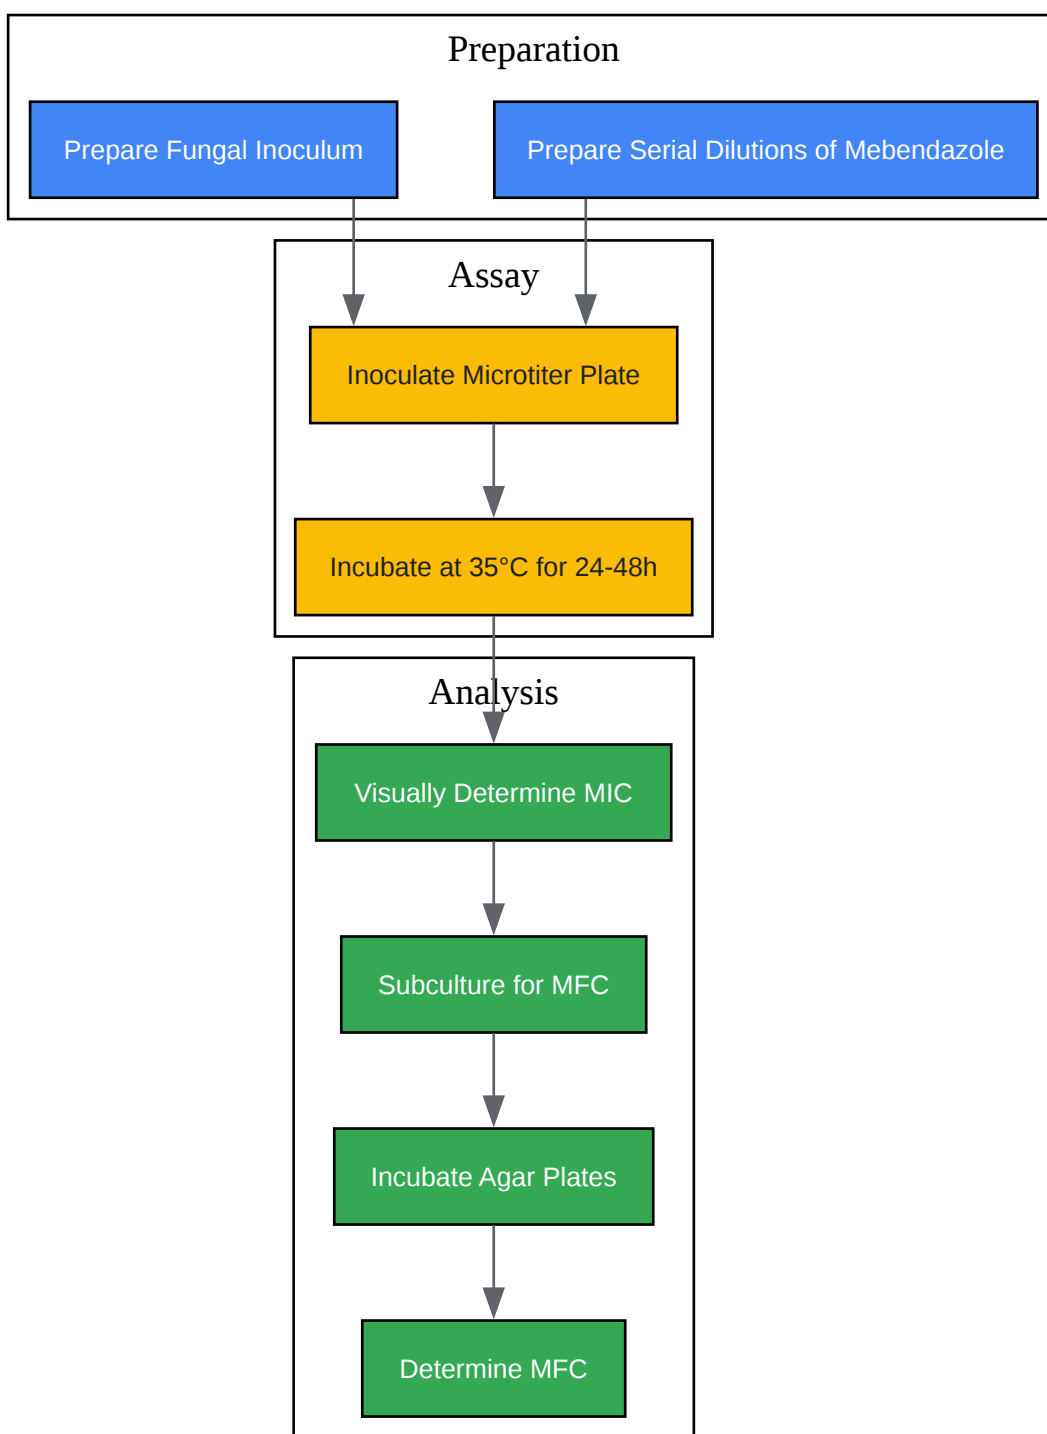 Preparation
Prepare Fungal Inoculum
Prepare Serial Dilutions of Mebendazole
Assay
Inoculate Microtiter Plate
Incubate at 35°C for 24-48h
Analysis
Visually Determine MIC
Subculture for MFC
Incubate Agar Plates
Determine MFC